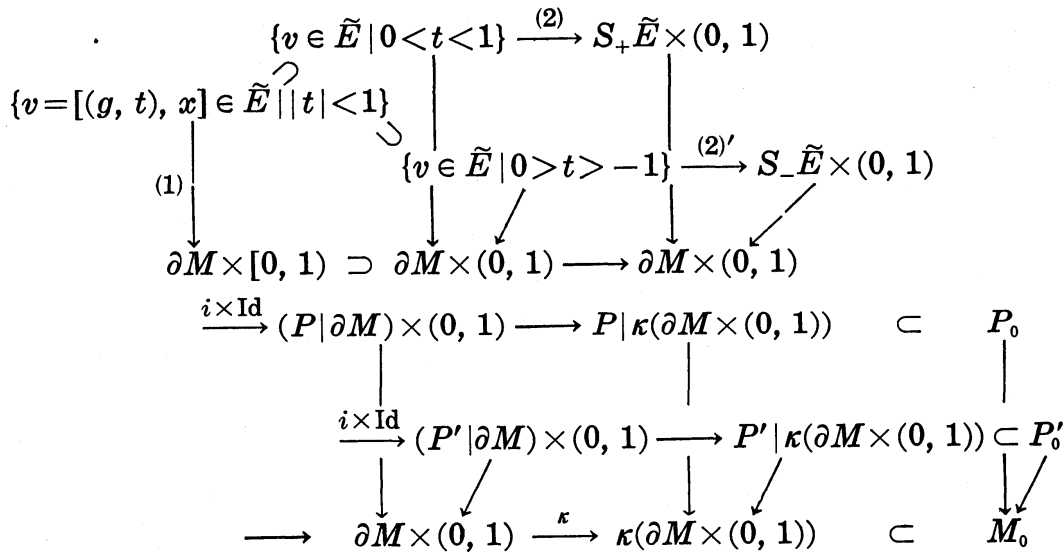 {v ∈ Ẽ | 0<t<1} —(2)→ S₊Ẽ×(0, 1)
{v=[(g, t), x] ∈ Ẽ | |t|<1}
{v ∈ Ẽ | 0>t>−1} —(2)′→ S₋Ẽ×(0, 1)
(1)
∂M×[0, 1) ⊃ ∂M×(0, 1) ⟶ ∂M×(0, 1)
—i×Id→ (P|∂M)×(0, 1) ⟶ P|κ(∂M×(0, 1)) ⊂ P₀
—i×Id→ (P′|∂M)×(0, 1) ⟶ P′|κ(∂M×(0, 1)) ⊂ P₀′
⟶ ∂M×(0, 1) —κ→ κ(∂M×(0, 1)) ⊂ M₀